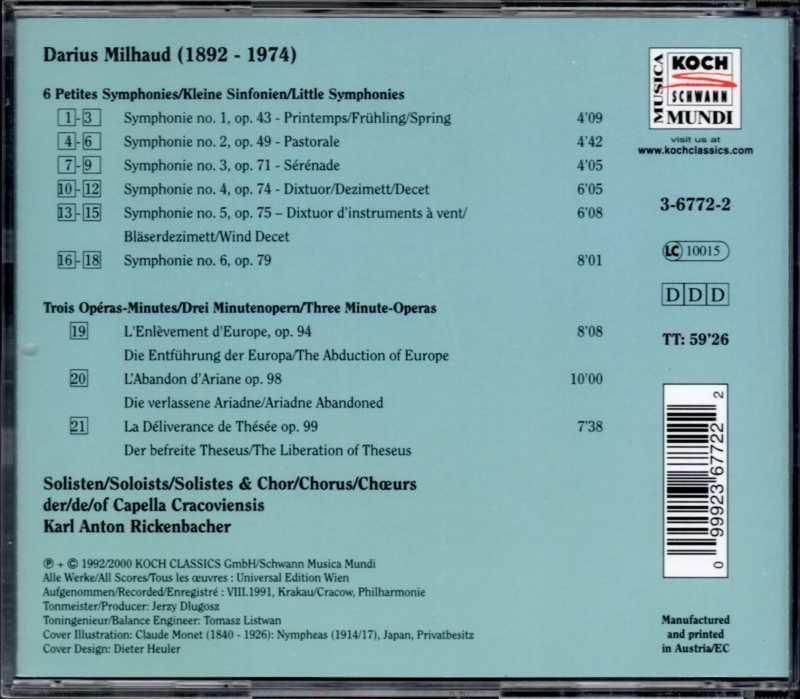 Darius Milhaud (1892 - 1974)
6 Petites Symphonies/Kleine Sinfonien/Little Symphonies
1-3 Symphonie no. 1, op. 43 - Printemps/Frühling/Spring 4'09
4-6 Symphonie no. 2, op. 49 - Pastorale 4'42
7-9 Symphonie no. 3, op. 71 - Sérénade 4'05
10-12 Symphonie no. 4, op. 74 - Dixtuor/Dezimett/Decet 6'05
13-15 Symphonie no. 5, op. 75 – Dixtuor d'instruments à vent/ 6'08
Bläserdezimett/Wind Decet
16-18 Symphonie no. 6, op. 79 8'01
Trois Opéras-Minutes/Drei Minutenopern/Three Minute-Operas
19 L'Enlèvement d'Europe, op. 94 8'08
Die Entführung der Europa/The Abduction of Europe
20 L'Abandon d'Ariane op. 98 10'00
Die verlassene Ariadne/Ariadne Abandoned
21 La Déliverance de Thésée op. 99 7'38
Der befreite Theseus/The Liberation of Theseus
Solisten/Soloists/Solistes & Chor/Chorus/Chœurs
der/de/of Capella Cracoviensis
Karl Anton Rickenbacher
℗ + © 1992/2000 KOCH CLASSICS GmbH/Schwann Musica Mundi
Alle Werke/All Scores/Tous les œuvres : Universal Edition Wien
Aufgenommen/Recorded/Enregistré : VIII.1991, Krakau/Cracow, Philharmonie
Tonmeister/Producer: Jerzy Dlugosz
Toningenieur/Balance Engineer: Tomasz Listwan
Cover Illustration: Claude Monet (1840 - 1926): Nympheas (1914/17), Japan, Privatbesitz
Cover Design: Dieter Heuler
MUSICA
KOCH
SCHWANN
MUNDI
visit us at
www.kochclassics.com
3-6772-2
LC 10015
DDD
TT: 59'26
0 99923 67722 2
Manufactured
and printed
in Austria/EC